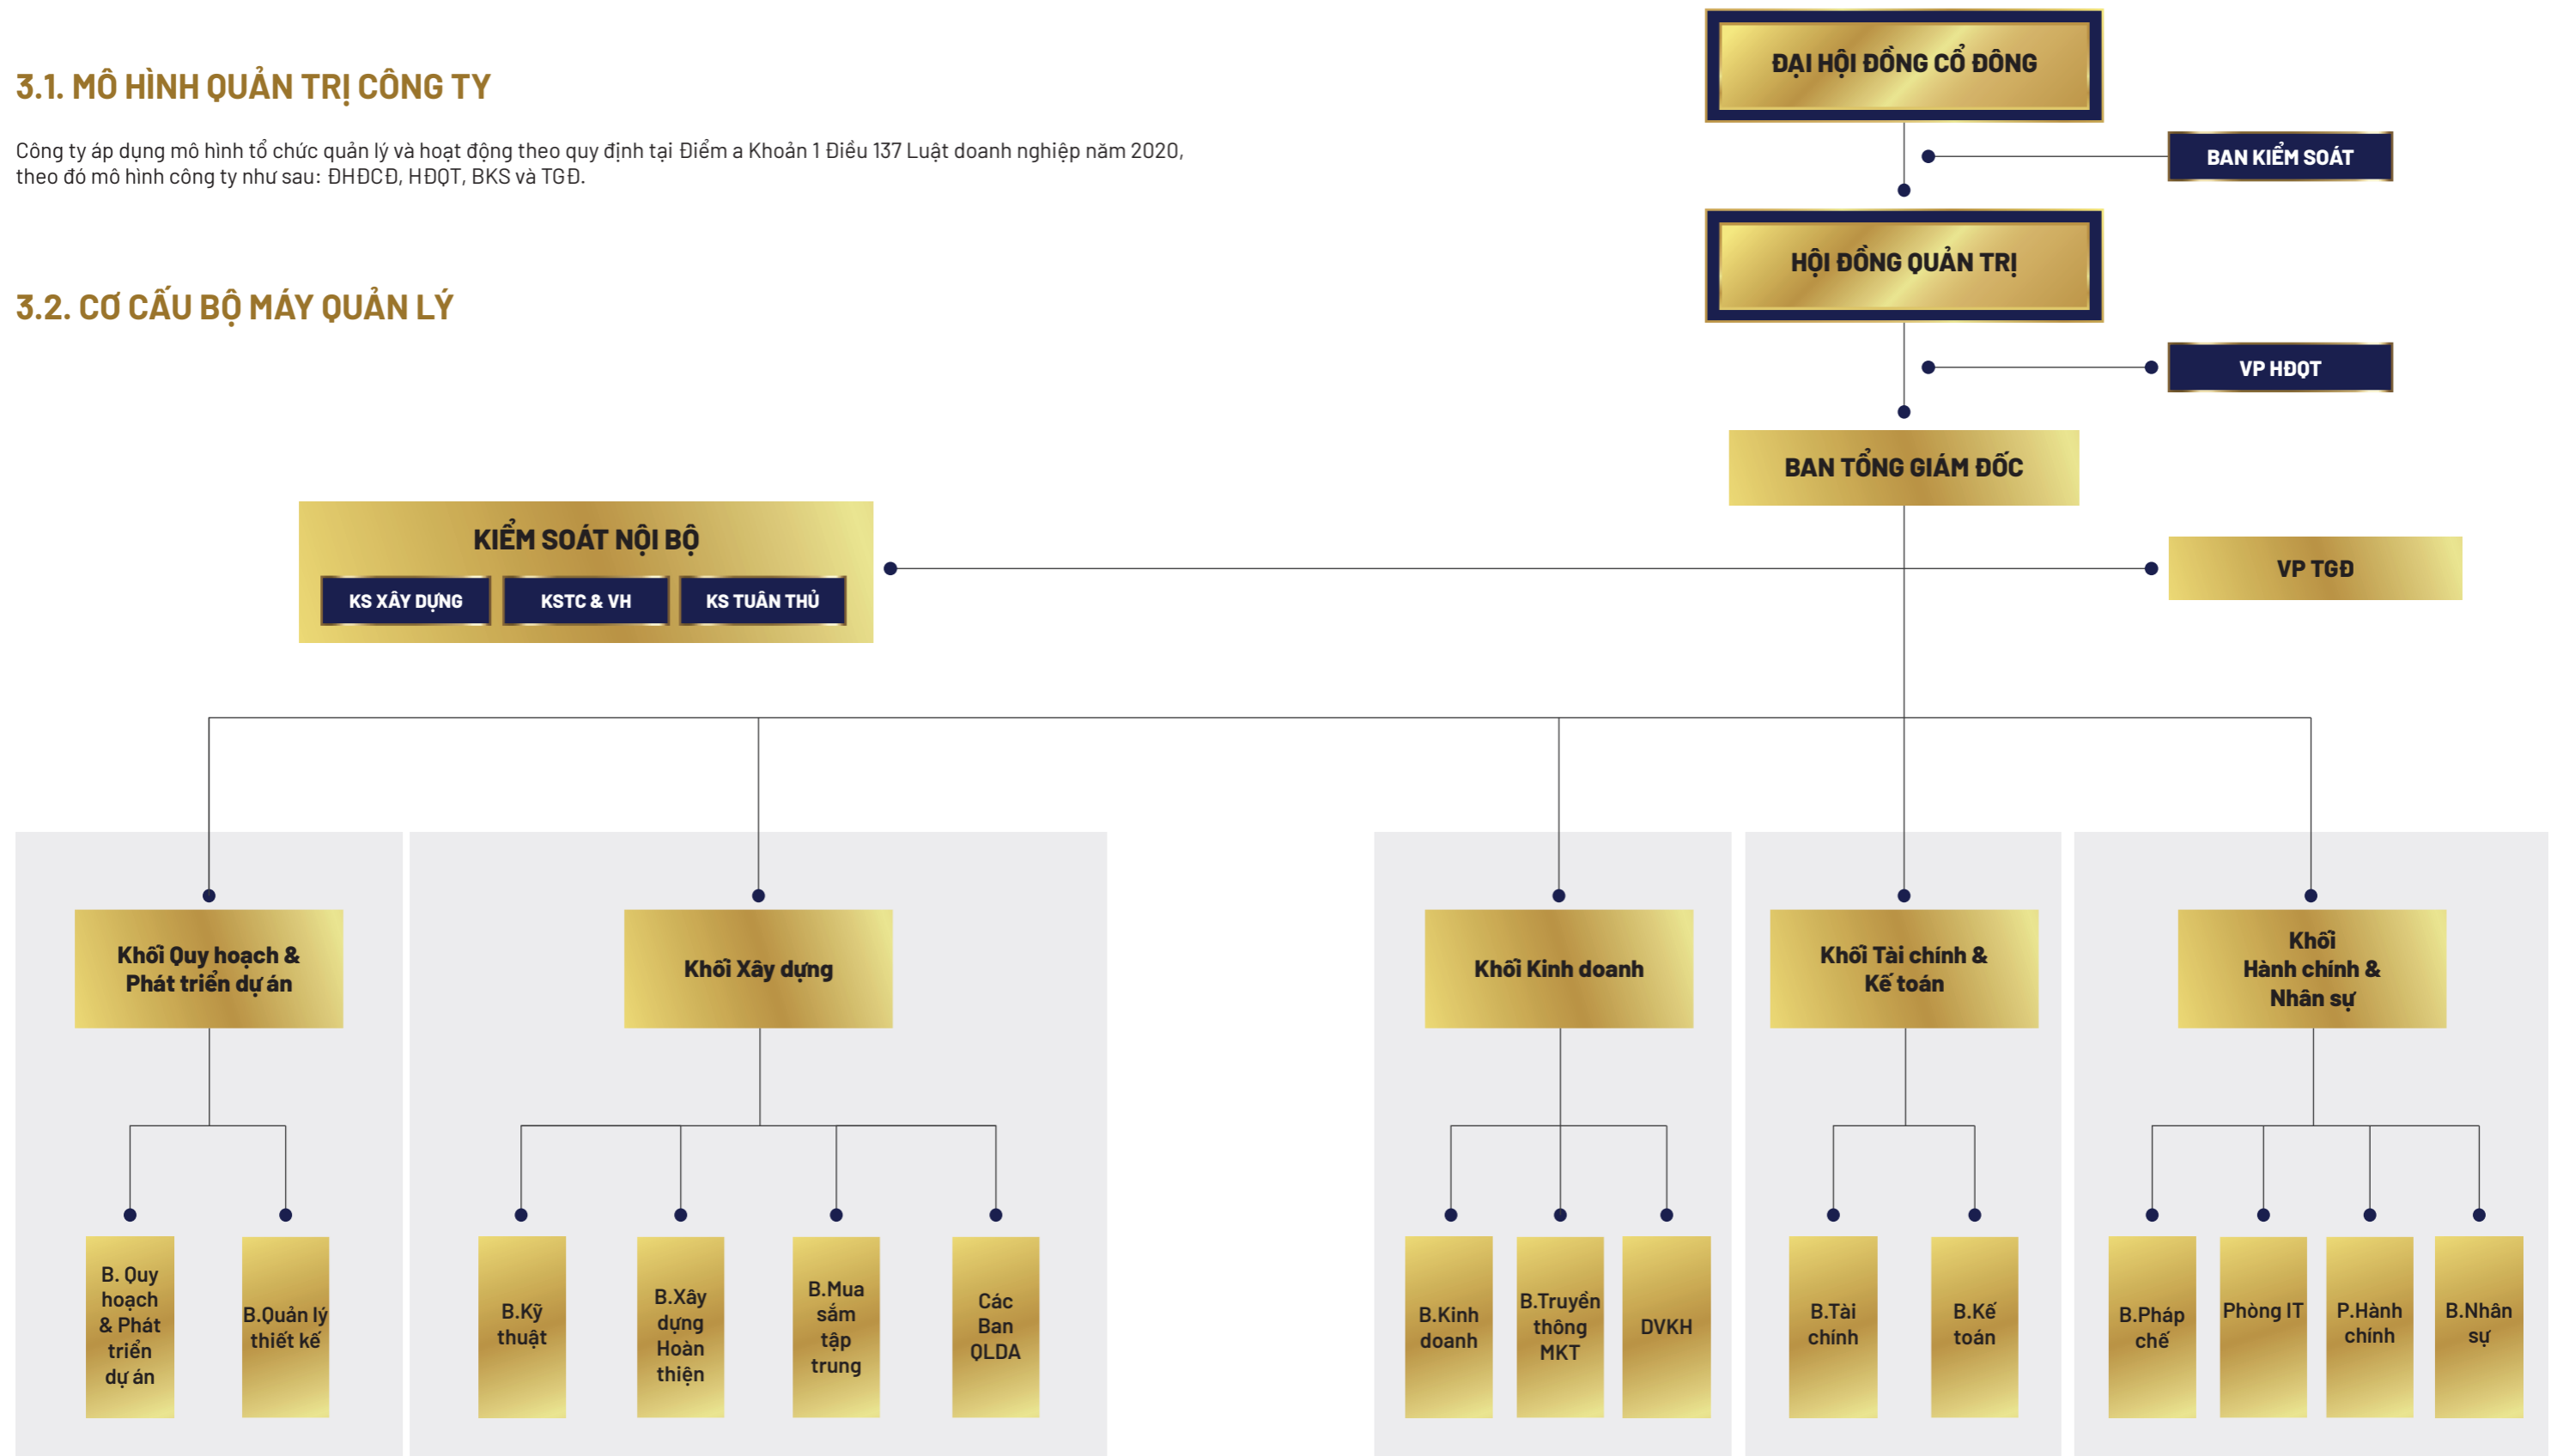 3.1. MÔ HÌNH QUẢN TRỊ CÔNG TY
Công ty áp dụng mô hình tổ chức quản lý và hoạt động theo quy định tại Điểm a Khoản 1 Điều 137 Luật doanh nghiệp năm 2020,
theo đó mô hình công ty như sau: ĐHĐCĐ, HĐQT, BKS và TGĐ.
3.2. CƠ CẤU BỘ MÁY QUẢN LÝ
ĐẠI HỘI ĐỒNG CỔ ĐÔNG
BAN KIỂM SOÁT
HỘI ĐỒNG QUẢN TRỊ
VP HĐQT
BAN TỔNG GIÁM ĐỐC
KIỂM SOÁT NỘI BỘ
KS XÂY DỰNG
KSTC & VH
KS TUÂN THỦ
VP TGĐ
Khối Quy hoạch &
Phát triển dự án
Khối Xây dựng
Khối Kinh doanh
Khối Tài chính &
Kế toán
Khối
Hành chính &
Nhân sự
B. Quy
hoạch
& Phát
triển
dự án
B.Quản lý
thiết kế
B.Kỹ
thuật
B.Xây
dựng
Hoàn
thiện
B.Mua
sắm
tập
trung
Các
Ban
QLDA
B.Kinh
doanh
B.Truyền
thông
MKT
DVKH
B.Tài
chính
B.Kế
toán
B.Pháp
chế
Phòng IT
P.Hành
chính
B.Nhân
sự